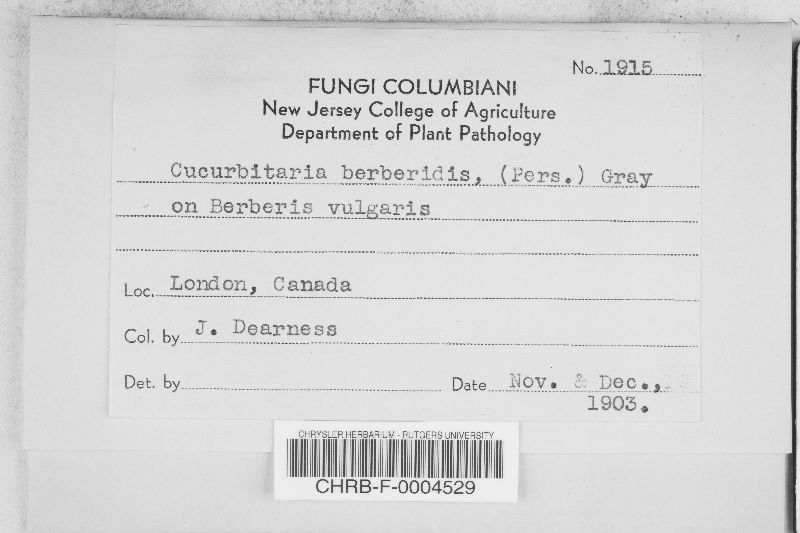 No. 1915
FUNGI COLUMBIANI
New Jersey College of Agriculture
Department of Plant Pathology
Cucurbitaria berberidis, (Pers.) Gray
on Berberis vulgaris
Loc. London, Canada
Col. by J. Dearness
Det. by
Date Nov. & Dec.,
1903.
CHRYSLER HERBARIUM - RUTGERS UNIVERSITY
CHRB-F-0004529